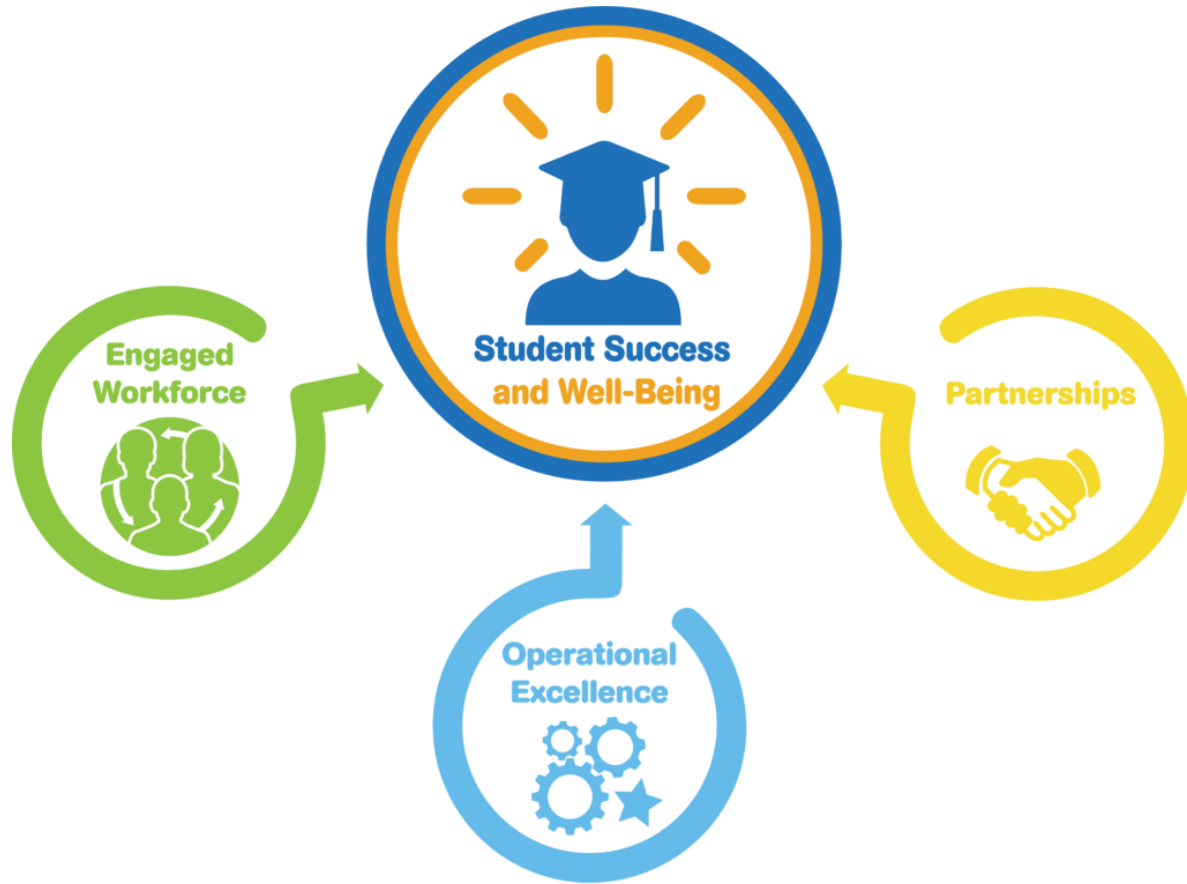 Student Success
and Well-Being
Engaged
Workforce
Partnerships
Operational
Excellence